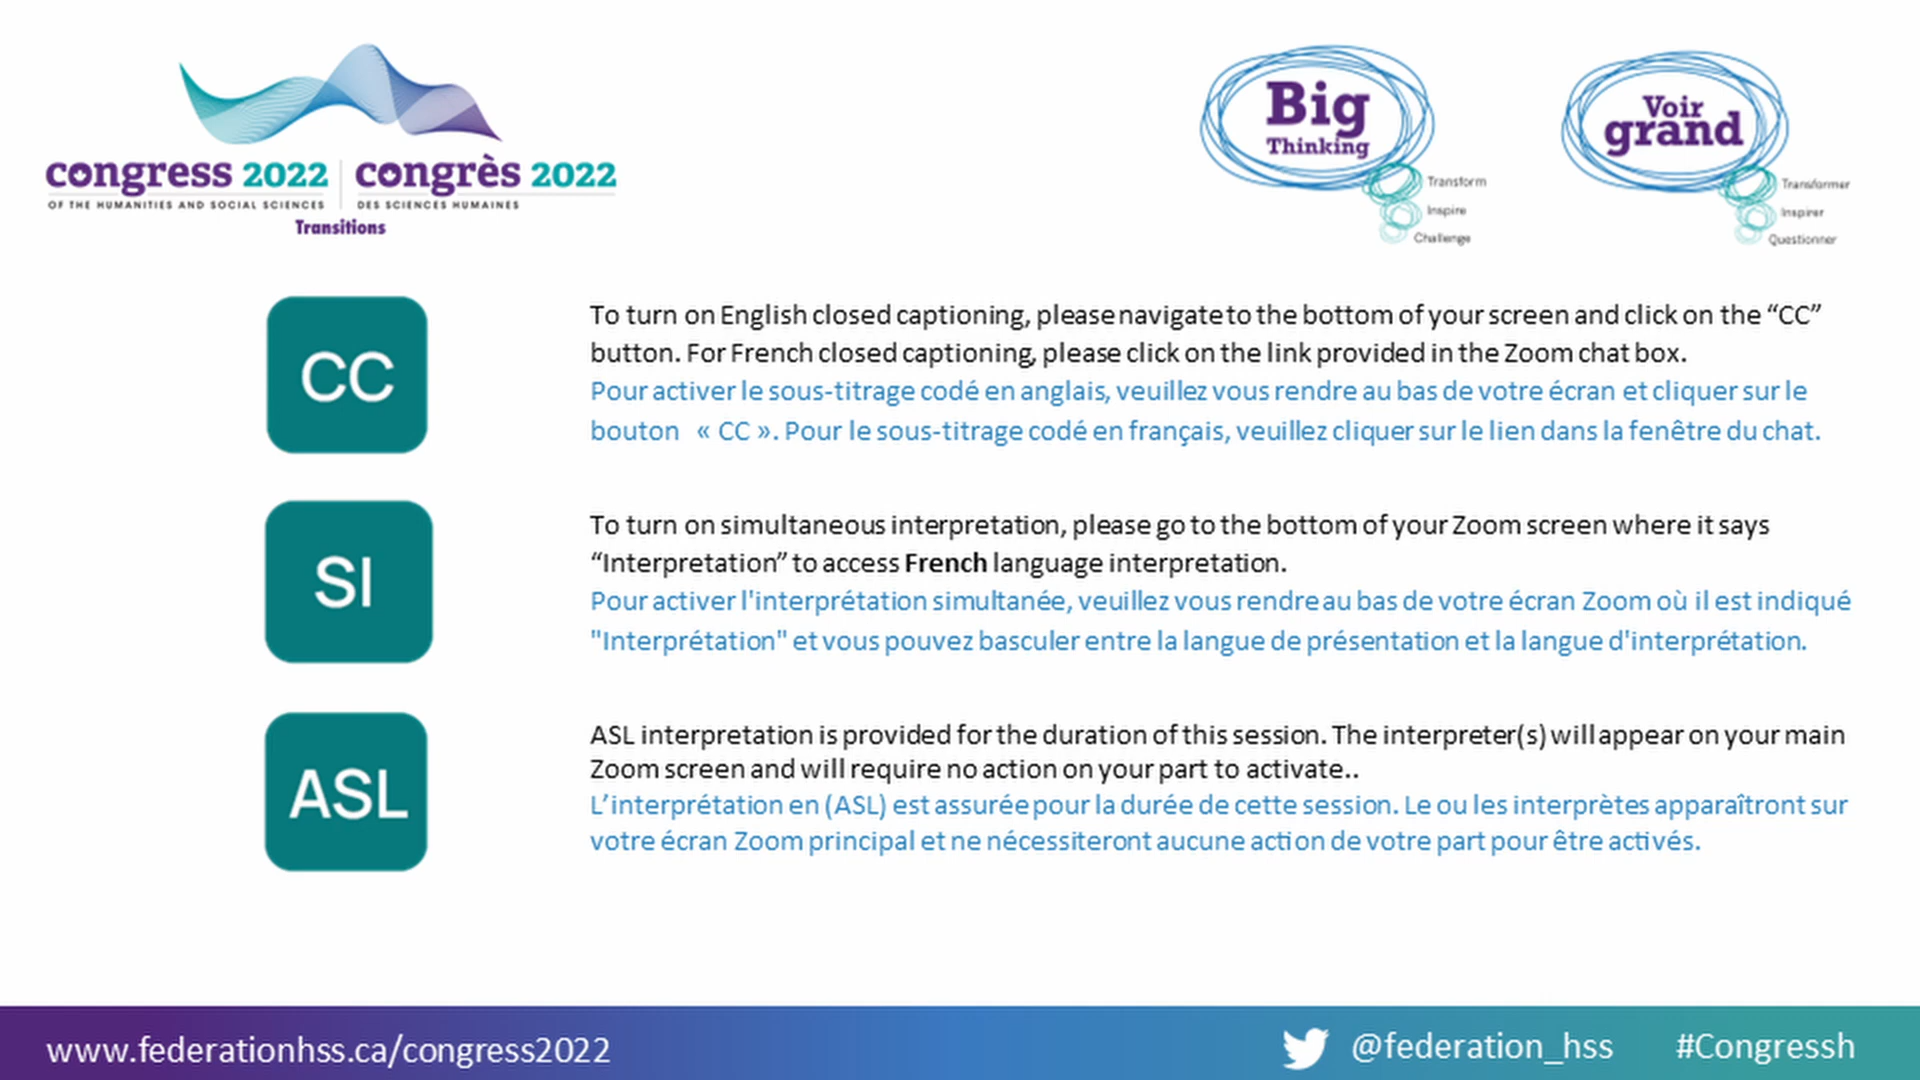 congress 2022 congrès 2022
OF THE HUMANITIES AND SOCIAL SCIENCES DES SCIENCES HUMAINES
Transitions
Big
Thinking
Transform
Inspire
Challenge
Voir
grand
Transformer
Inspirer
Questionner
CC
To turn on English closed captioning, please navigate to the bottom of your screen and click on the “CC”
button. For French closed captioning, please click on the link provided in the Zoom chat box.
Pour activer le sous-titrage codé en anglais, veuillez vous rendre au bas de votre écran et cliquer sur le
bouton « CC ». Pour le sous-titrage codé en français, veuillez cliquer sur le lien dans la fenêtre du chat.
SI
To turn on simultaneous interpretation, please go to the bottom of your Zoom screen where it says
“Interpretation” to access French language interpretation.
Pour activer l'interprétation simultanée, veuillez vous rendre au bas de votre écran Zoom où il est indiqué
"Interprétation" et vous pouvez basculer entre la langue de présentation et la langue d'interprétation.
ASL
ASL interpretation is provided for the duration of this session. The interpreter(s) will appear on your main
Zoom screen and will require no action on your part to activate..
L’interprétation en (ASL) est assurée pour la durée de cette session. Le ou les interprètes apparaîtront sur
votre écran Zoom principal et ne nécessiteront aucune action de votre part pour être activés.
www.federationhss.ca/congress2022
@federation_hss #Congressh